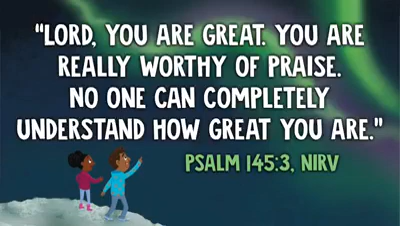 "LORD, YOU ARE GREAT. YOU ARE
REALLY WORTHY OF PRAISE.
NO ONE CAN COMPLETELY
UNDERSTAND HOW GREAT YOU ARE."
PSALM 145:3, NIRV